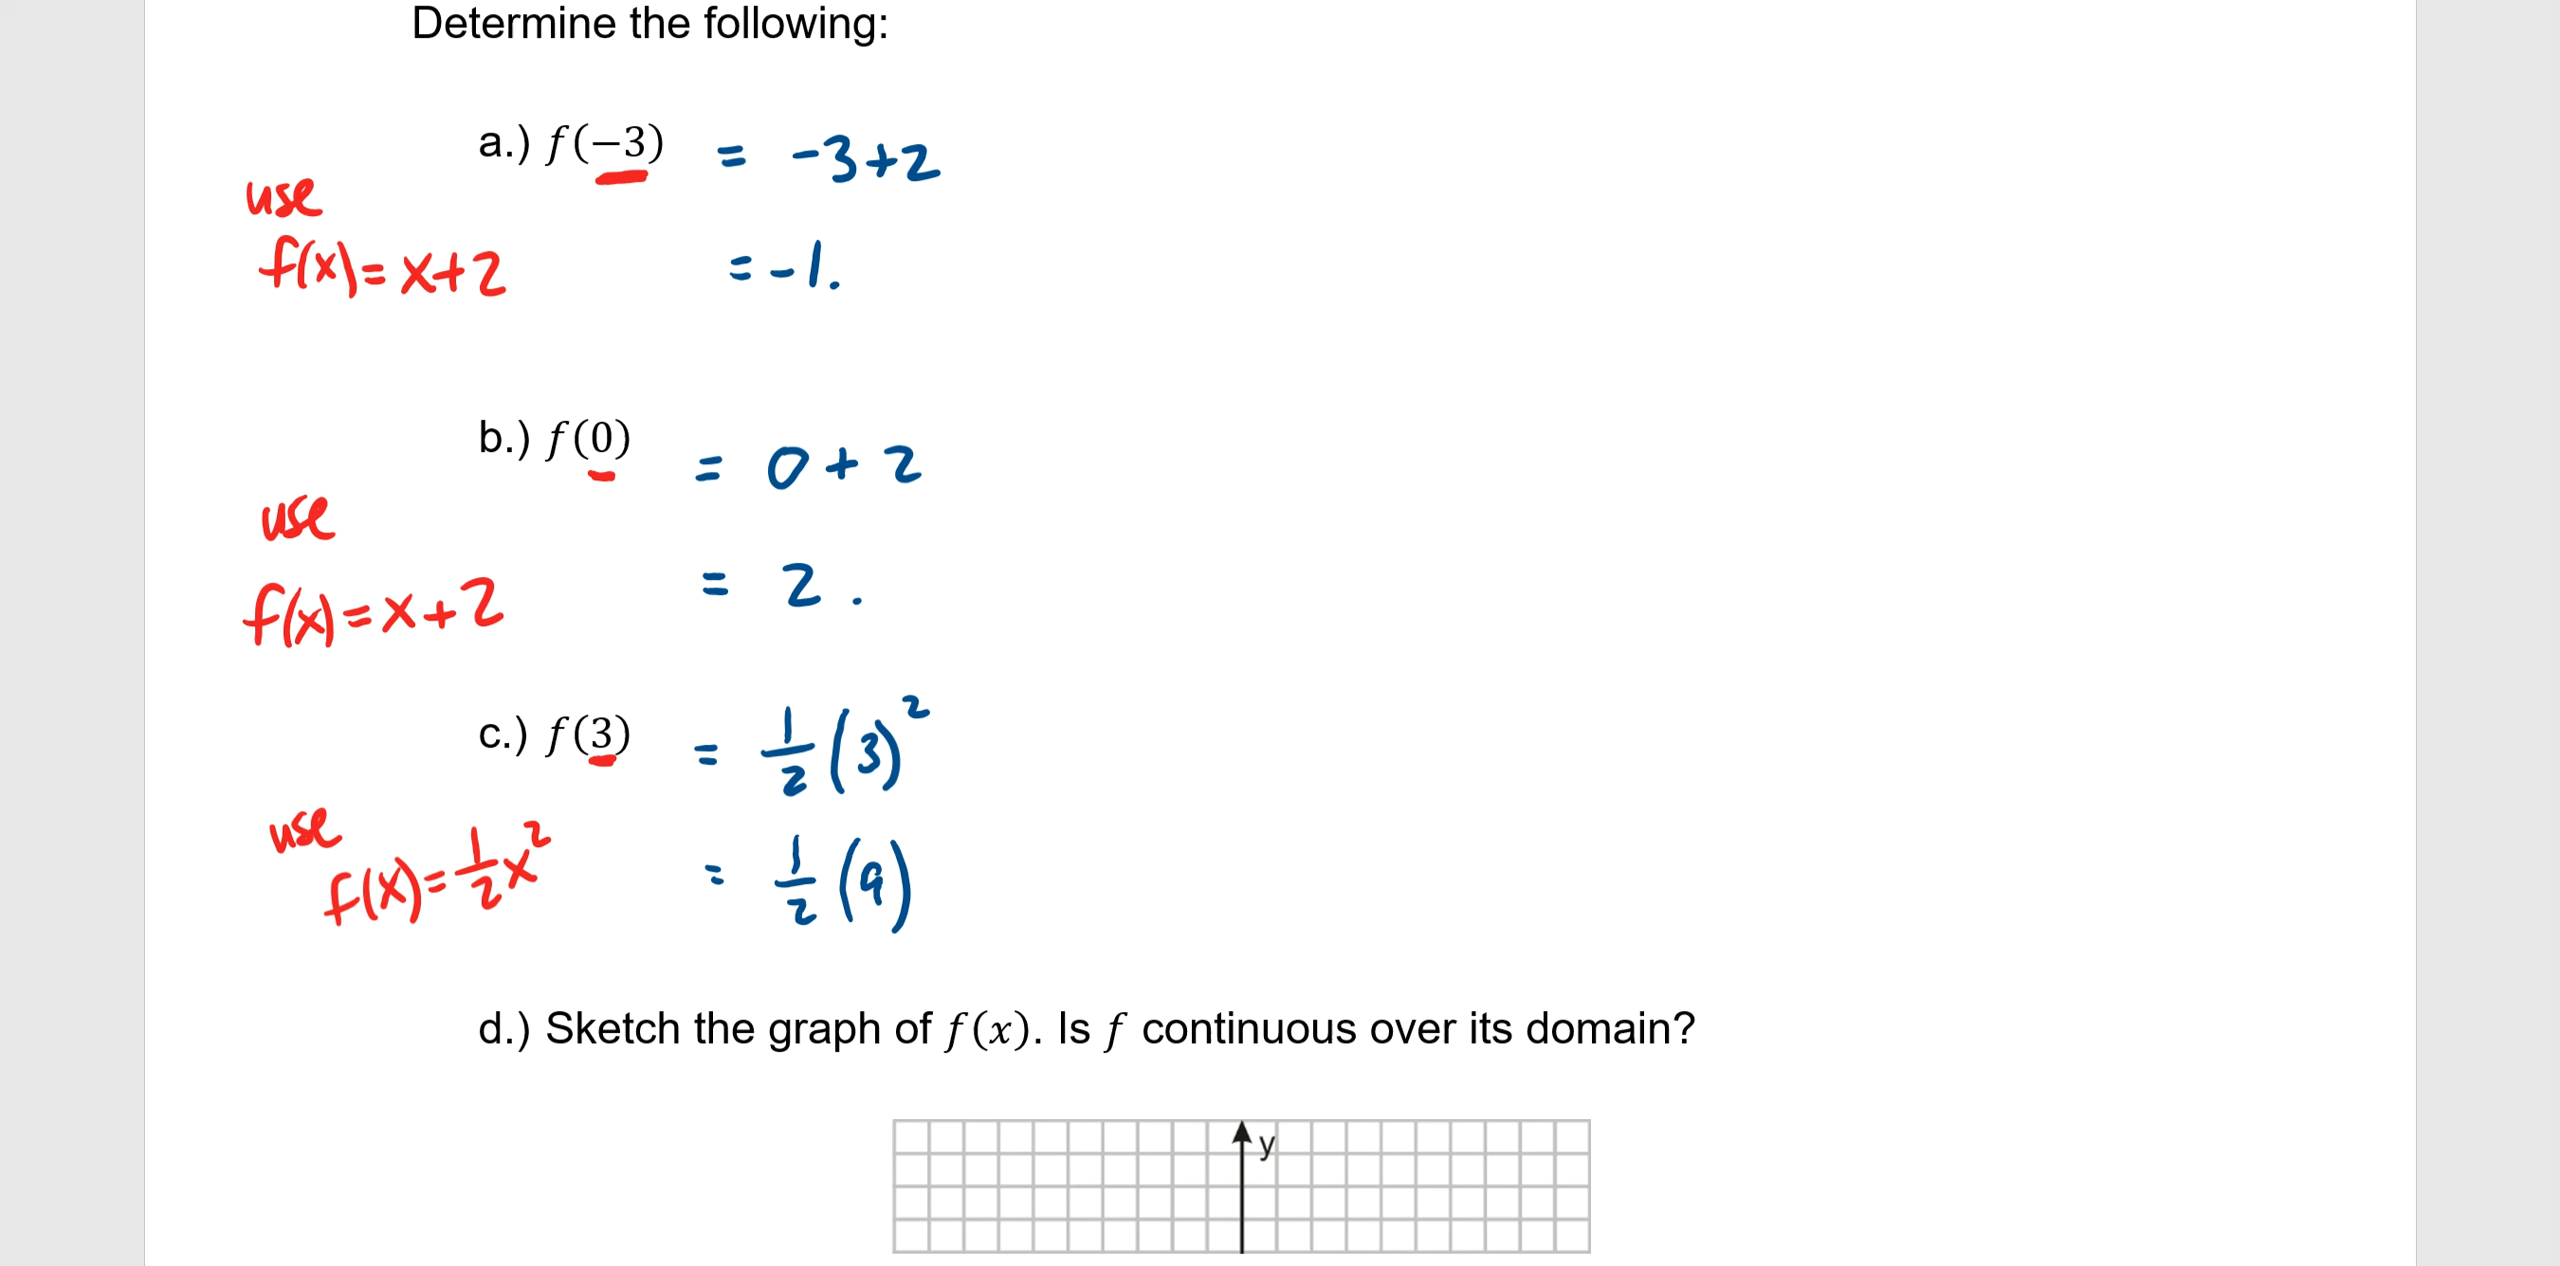 Determine the following:
a.) f(−3) = -3+2
use
f(x)=x+2 = -1.
b.) f(0) = 0 + 2
use
f(x)=x+2 = 2.
c.) f(3) = 1/2 (3)²
use
f(x)=1/2 x² = 1/2 (9)
d.) Sketch the graph of f(x). Is f continuous over its domain?
y